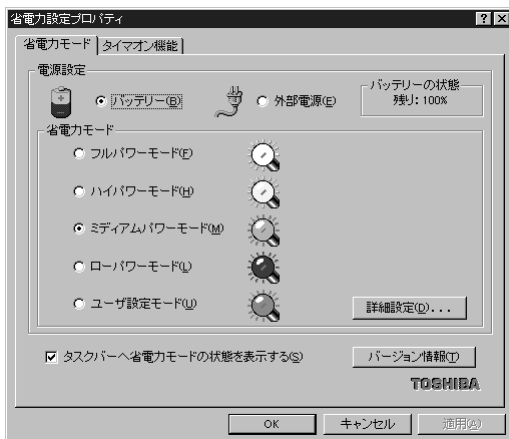 省電力設定プロパティ
省電力モード タイマオン機能
電源設定
バッテリー(B) 外部電源(E)
バッテリーの状態
残り: 100%
省電力モード
フルパワーモード(F)
ハイパワーモード(H)
ミディアムパワーモード(M)
ローパワーモード(L)
ユーザ設定モード(U)
詳細設定(D)...
タスクバーへ省電力モードの状態を表示する(S)
バージョン情報(T)
TOSHIBA
OK キャンセル 適用(A)